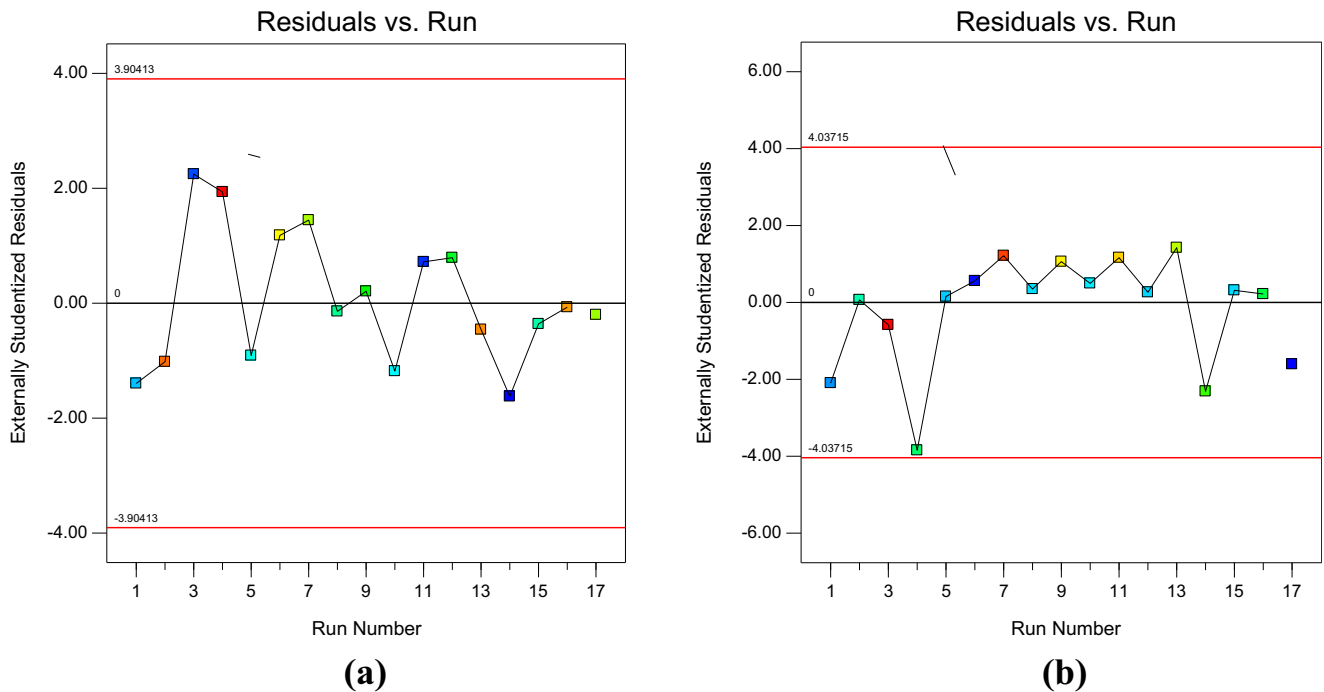 Residuals vs. Run
Externally Studentized Residuals
4.00
2.00
0.00
-2.00
-4.00
3.90413
0
-3.90413
1 3 5 7 9 11 13 15 17
Run Number
(a)
Residuals vs. Run
Externally Studentized Residuals
6.00
4.00
2.00
0.00
-2.00
-4.00
-6.00
4.03715
0
-4.03715
1 3 5 7 9 11 13 15 17
Run Number
(b)